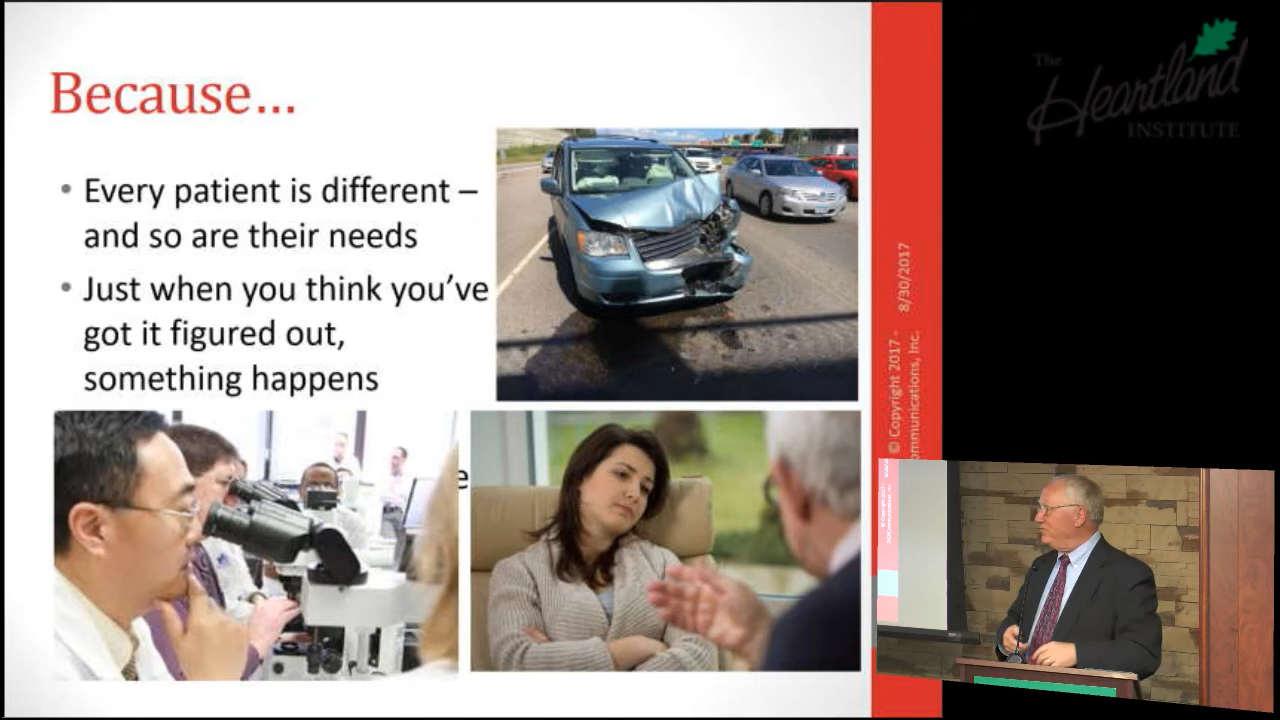 Because...
• Every patient is different –
and so are their needs
• Just when you think you've
got it figured out,
something happens
e
8/30/2017
© Copyright 2017 -
ommunications, Inc.
The
Heartland
INSTITUTE